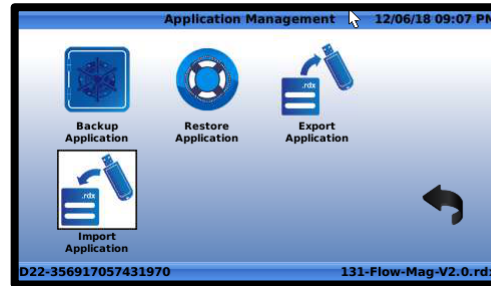 Application Management 12/06/18 09:07 PM
Backup
Application
Restore
Application
.rdx
Export
Application
.rdx
Import
Application
D22-356917057431970 131-Flow-Mag-V2.0.rdx